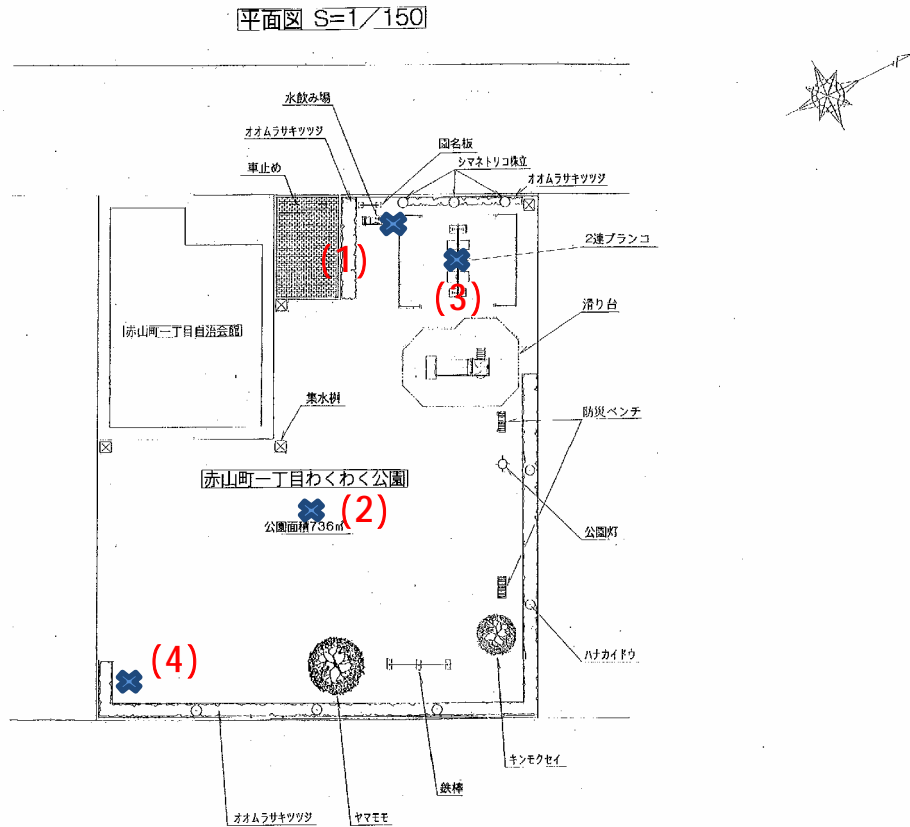 平面図 S=1/150
水飲み場
オオムラサキツツジ
園名板
車止め
シマネトリコ株立
オオムラサキツツジ
(1)
2連ブランコ
(3)
滑り台
赤山町一丁目自治会館
集水桝
防災ベンチ
赤山町一丁目わくわく公園
(2)
公園面積736㎡
公園灯
(4)
ハナカイドウ
キンモクセイ
鉄棒
オオムラサキツツジ
ヤマモモ